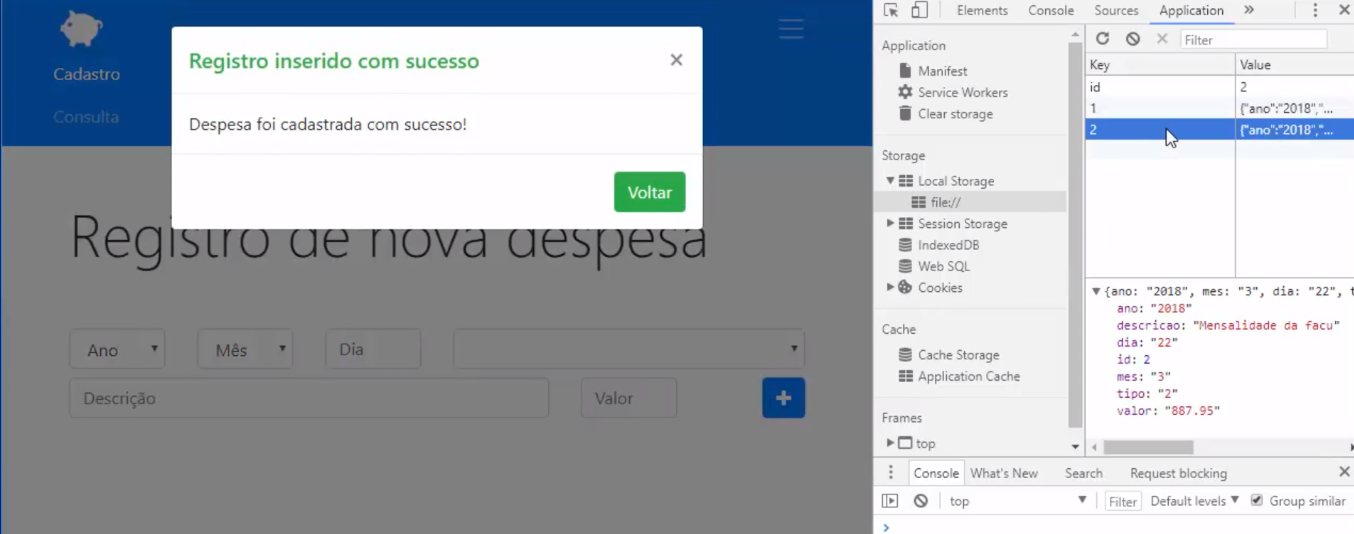 Cadastro
Consulta
Registro inserido com sucesso ×
Despesa foi cadastrada com sucesso!
Voltar
Registro de nova despesa
Ano Mês Dia
Descrição Valor
Elements Console Sources Application »
Application
Manifest
Service Workers
Clear storage
Storage
Local Storage
file://
Session Storage
IndexedDB
Web SQL
Cookies
Cache
Cache Storage
Application Cache
Frames
top
Filter
Key Value
id 2
1 {"ano":"2018","...
2 {"ano":"2018","...
{ano: "2018", mes: "3", dia: "22", t
ano: "2018"
descricao: "Mensalidade da facu"
dia: "22"
id: 2
mes: "3"
tipo: "2"
valor: "887.95"
Console What's New Search Request blocking
top Filter Default levels Group similar